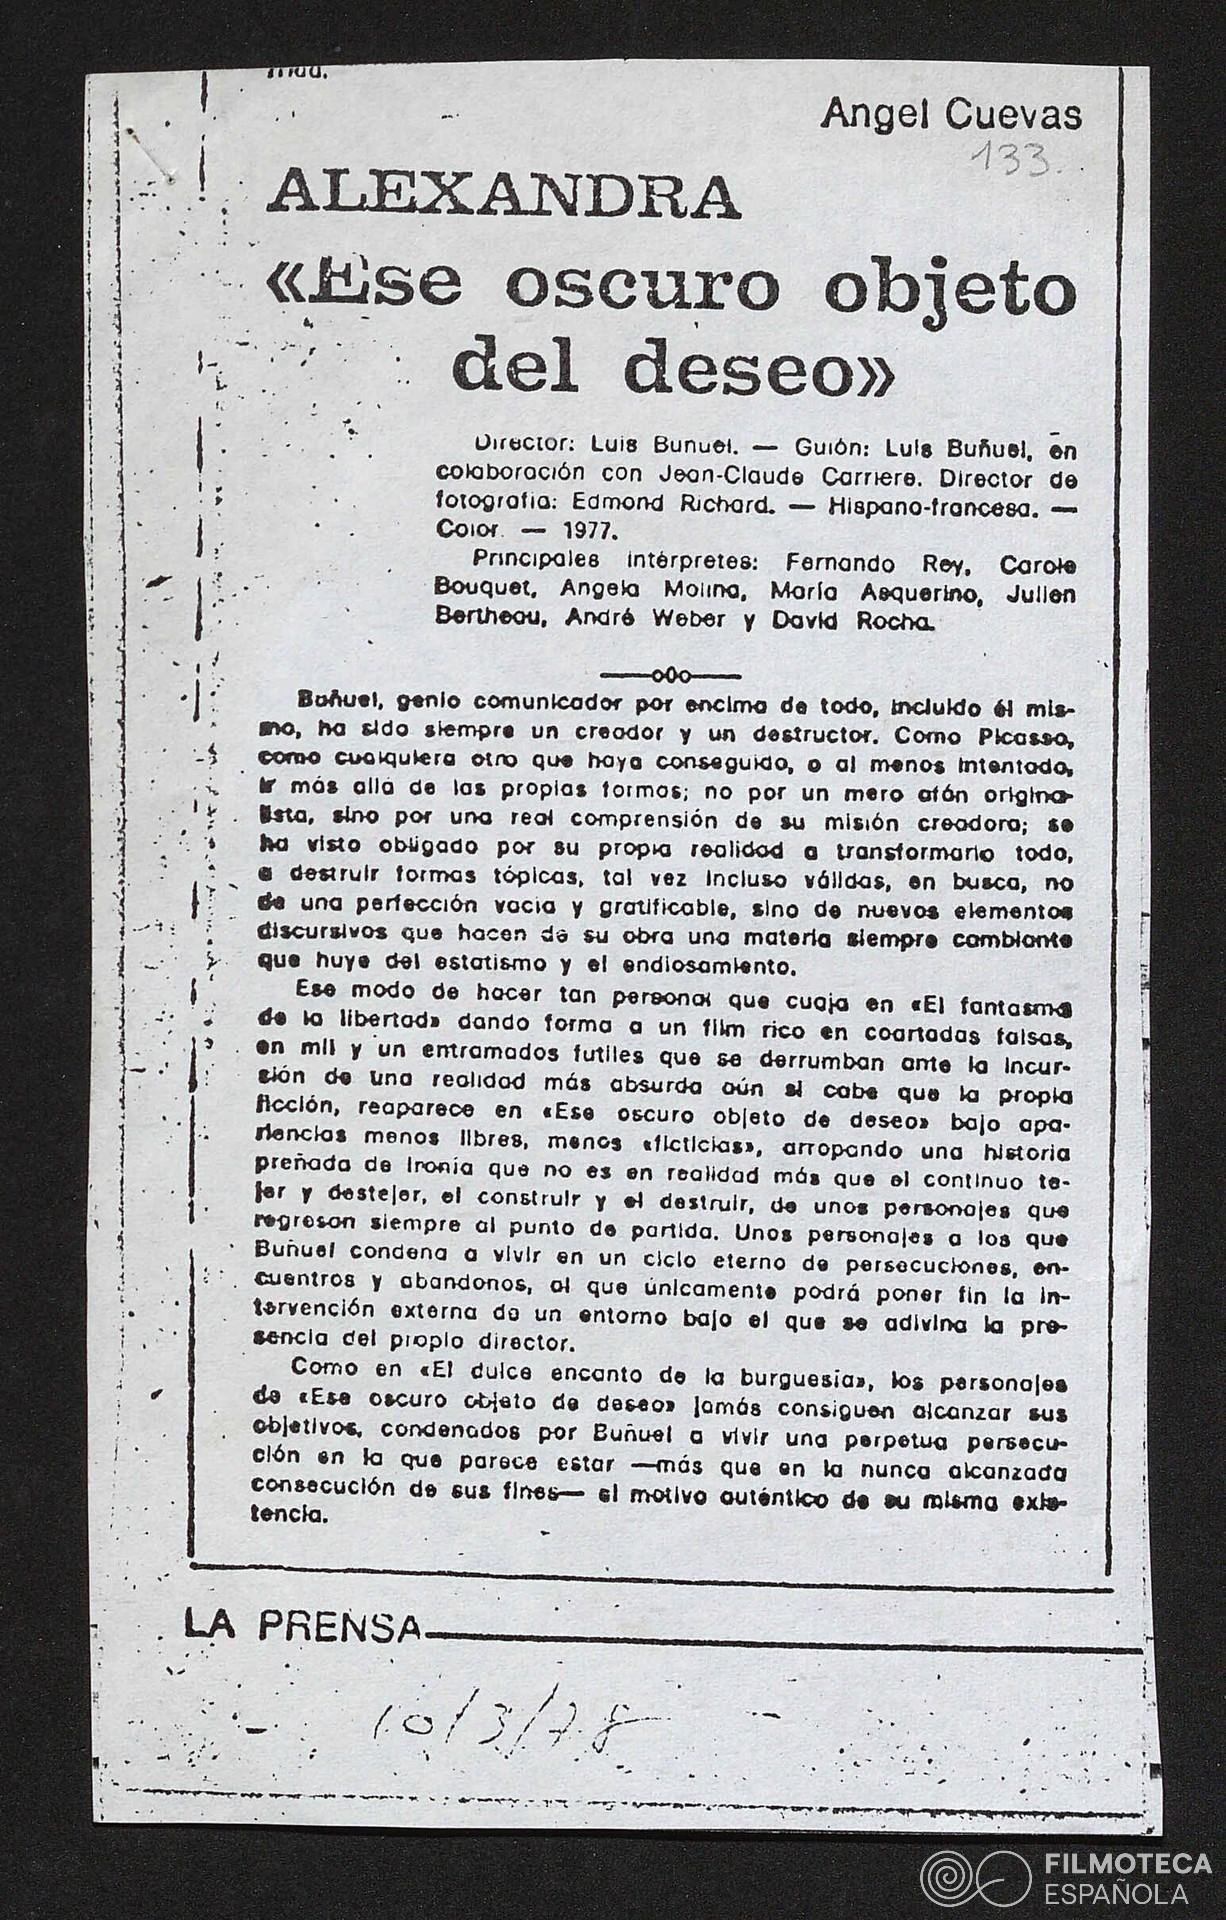 Angel Cuevas
133
ALEXANDRA
«Ese oscuro objeto
del deseo»
Director: Luis Bunuel. — Guión: Luis Buñuel, en
colaboración con Jean-Claude Carriere. Director de
fotografía: Edmond Richard. — Hispano-francesa. —
Color. — 1977.
Principales intérpretes: Fernando Rey, Carole
Bouquet, Angela Molina, María Asquerino, Julien
Bertheau, André Weber y David Rocha.
—o0o—
Buñuel, genio comunicador por encima de todo, incluido él mis-
mo, ha sido siempre un creador y un destructor. Como Picasso,
como cualquiera otro que haya conseguido, o al menos intentado,
ir más allá de las propias formas; no por un mero afán origina-
lista, sino por una real comprensión de su misión creadora; se
ha visto obligado por su propia realidad a transformarlo todo,
a destruir formas tópicas, tal vez incluso válidas, en busca, no
de una perfección vacía y gratificable, sino de nuevos elementos
discursivos que hacen de su obra una materia siempre cambiante
que huye del estatismo y el endiosamiento.
Ese modo de hacer tan personal que cuaja en «El fantasma
de la libertad» dando forma a un film rico en coartadas falsas,
en mil y un entramados futiles que se derrumban ante la incur-
sión de una realidad más absurda aún si cabe que la propia
ficción, reaparece en «Ese oscuro objeto de deseo» bajo apa-
riencias menos libres, menos «ficticias», arropando una historia
preñada de ironía que no es en realidad más que el continuo te-
jer y destejer, el construir y el destruir, de unos personajes que
regresan siempre al punto de partida. Unos personajes a los que
Buñuel condena a vivir en un ciclo eterno de persecuciones, en-
cuentros y abandonos, al que únicamente podrá poner fin la in-
tervención externa de un entorno bajo el que se adivina la pre-
sencia del propio director.
Como en «El dulce encanto de la burguesía», los personajes
de «Ese oscuro objeto de deseo» jamás consiguen alcanzar sus
objetivos, condenados por Buñuel a vivir una perpetua persecu-
ción en la que parece estar —más que en la nunca alcanzada
consecución de sus fines— el motivo auténtico de su misma exis-
tencia.
LA PRENSA
10/3/78
FILMOTECA
ESPAÑOLA